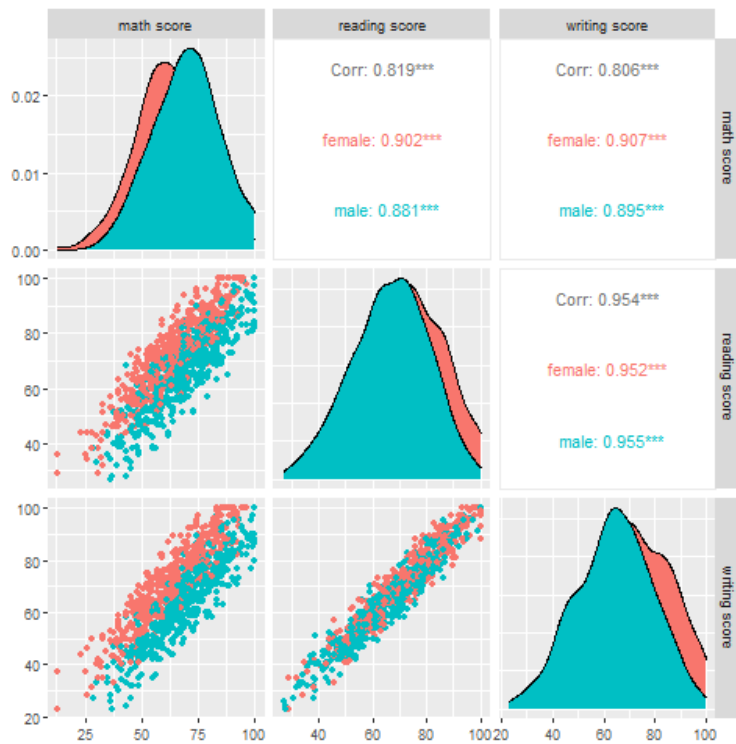 math score
reading score
writing score
0.02
0.01
0.00
Corr: 0.819***
female: 0.902***
male: 0.881***
Corr: 0.806***
female: 0.907***
male: 0.895***
math score
100
80
60
40
Corr: 0.954***
female: 0.952***
male: 0.955***
reading score
100
80
60
40
20
writing score
25 50 75 100
40 60 80 100
20 40 60 80 100